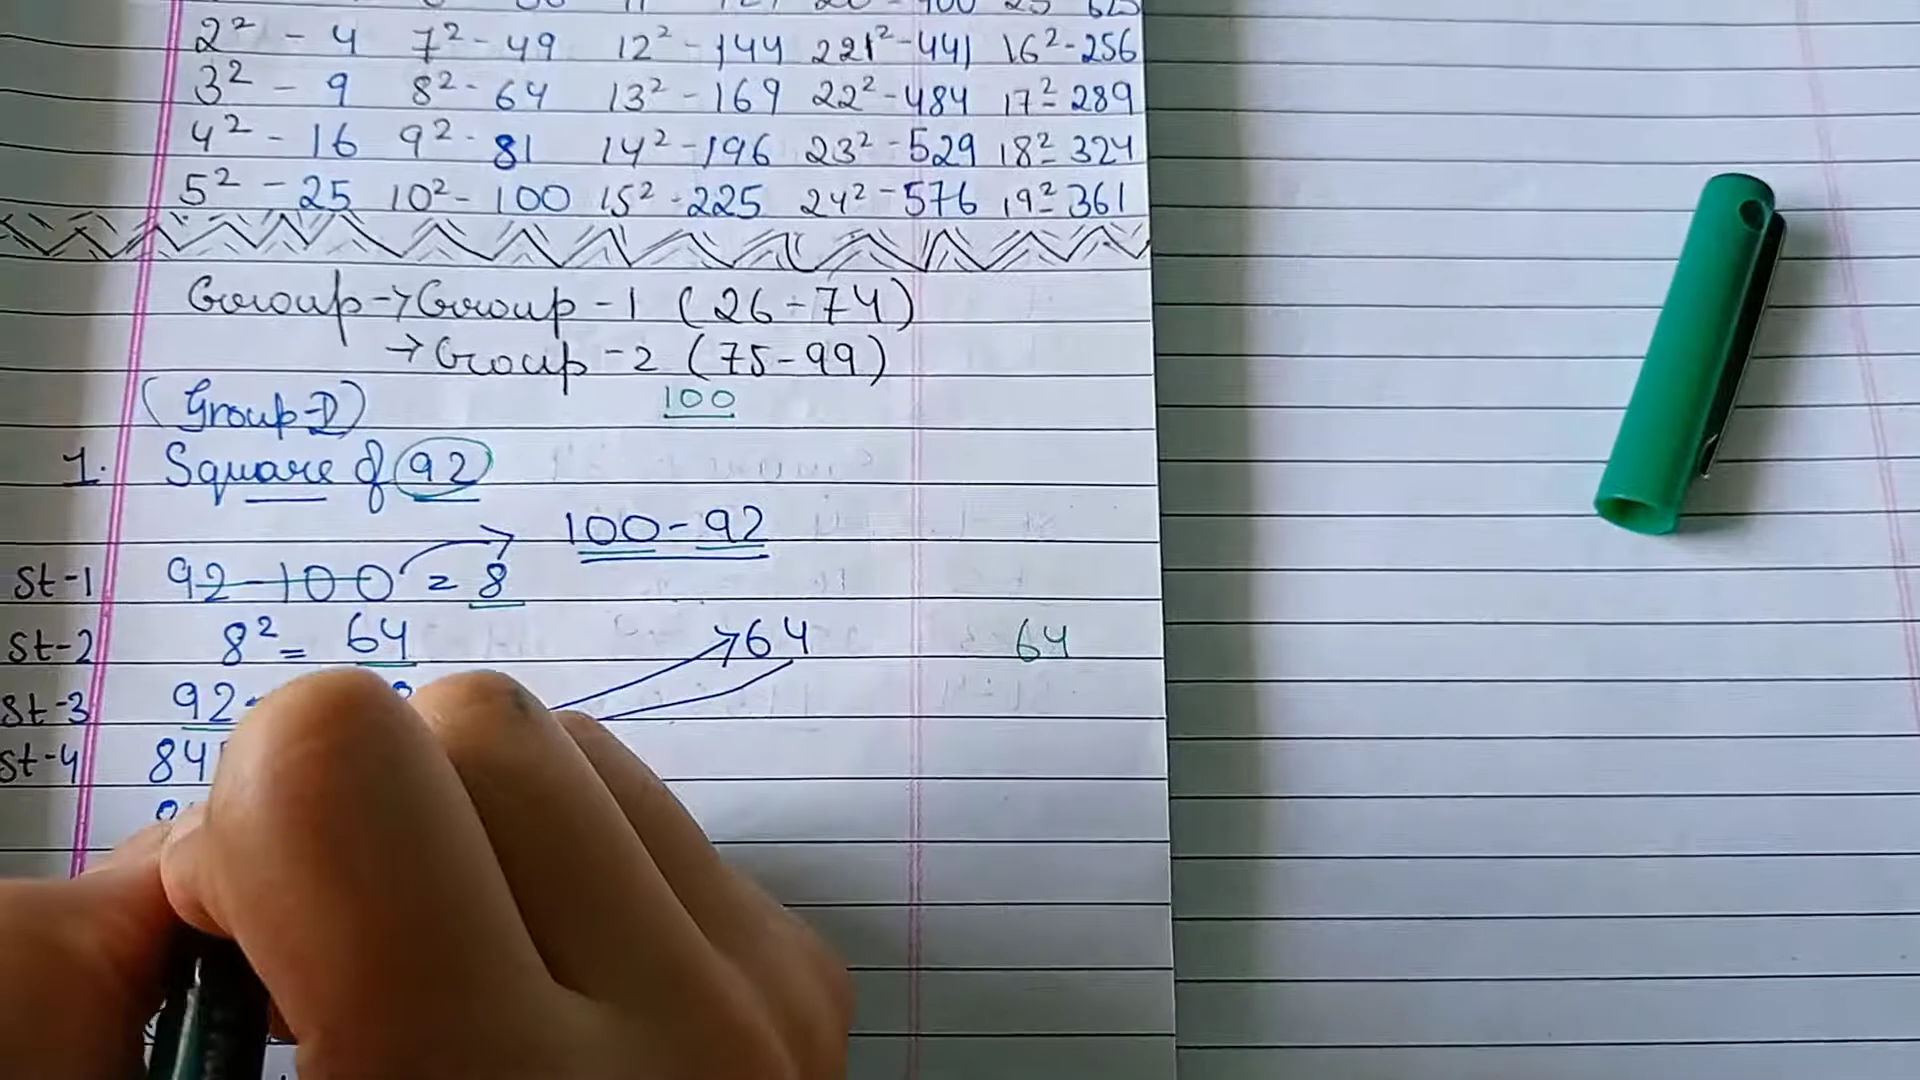 2² - 4 7² - 49 12² - 144 221² - 441 16² - 256
3² - 9 8² - 64 13² - 169 22² - 484 17² - 289
4² - 16 9² - 81 14² - 196 23² - 529 18² - 324
5² - 25 10² - 100 15² - 225 24² - 576 19² - 361
Group → Group - 1 (26 - 74)
→ Group - 2 (75 - 99)
100
(Group-
1. Square of 92
100 - 92
St-1 92 - 100 = 8
St-2 8² = 64 → 64 64
St-3 92 -
St-4 84